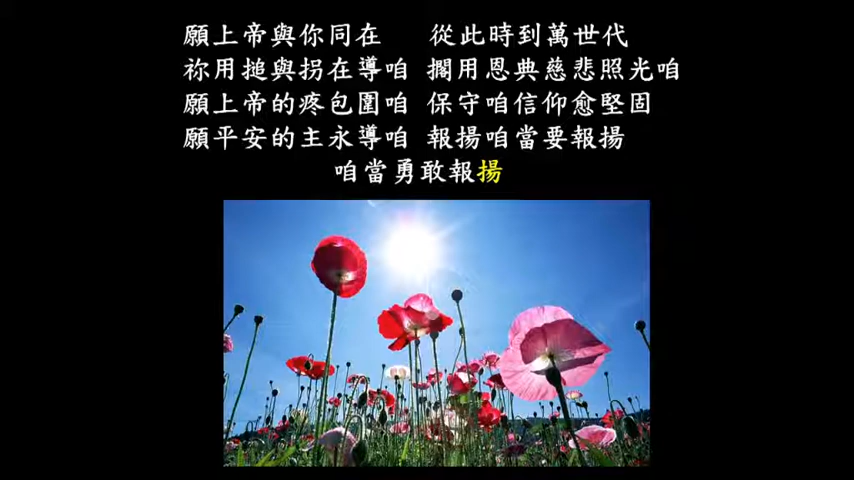 願上帝與你同在 從此時到萬世代
祢用搥與拐在導咱 擱用恩典慈悲照光咱
願上帝的疼包圍咱 保守咱信仰愈堅固
願平安的主永導咱 報揚咱當要報揚
咱當勇敢報揚